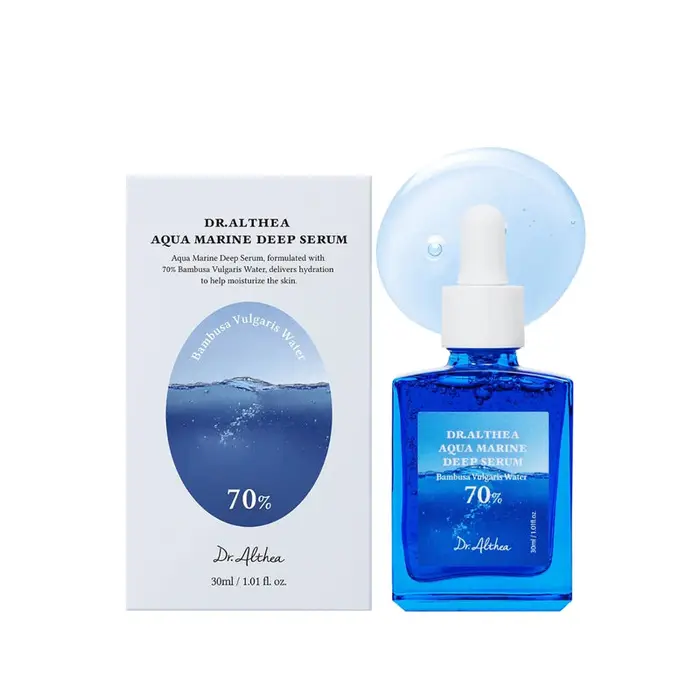 DR.ALTHEA
AQUA MARINE DEEP SERUM
Aqua Marine Deep Serum, formulated with
70% Bambusa Vulgaris Water, delivers hydration
to help moisturize the skin.
Bambusa Vulgaris Water
70%
Dr.Althea
30ml / 1.01 fl. oz.
DR.ALTHEA
AQUA MARINE
DEEP SERUM
Bambusa Vulgaris Water
70%
Dr.Althea
30ml / 1.01fl oz